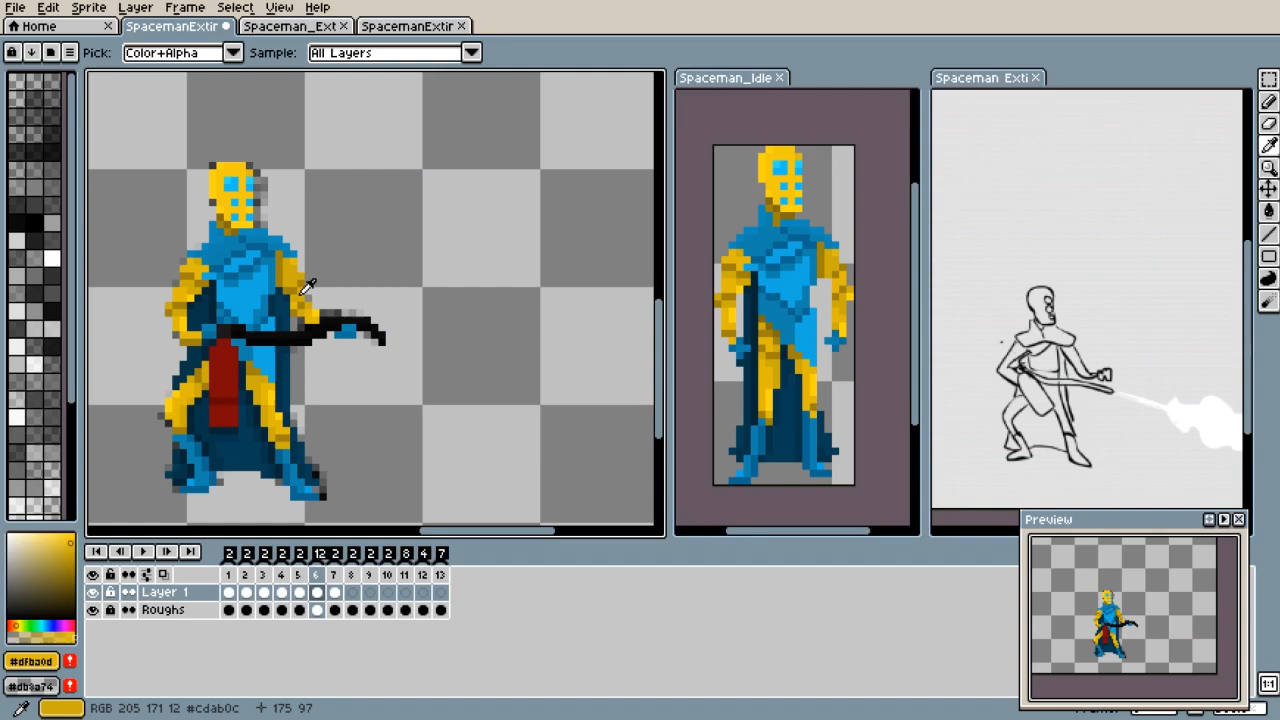 File Edit Sprite Layer Frame Select View Help
Home SpacemanExtir Spaceman_Ext SpacemanExtir
Pick: Color+Alpha Sample: All Layers
Spaceman_Idle Spaceman_Exti
Preview
2 2 2 2 2 12 2 2 2 2 8 4 7
1 2 3 4 5 6 7 8 9 10 11 12 13
Layer 1
Roughs
#dfba0d
RGB 205 171 12 #cdab0c 175 97
1:1